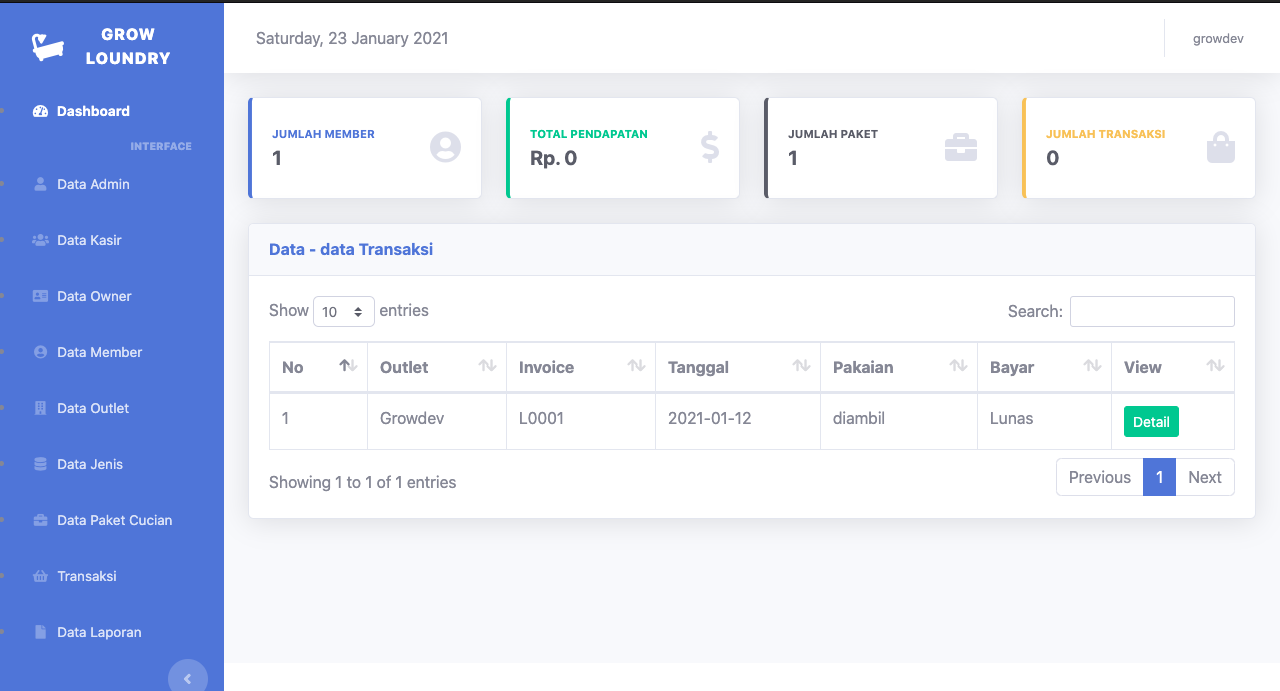 GROW
LOUNDRY
Dashboard
INTERFACE
Data Admin
Data Kasir
Data Owner
Data Member
Data Outlet
Data Jenis
Data Paket Cucian
Transaksi
Data Laporan
Saturday, 23 January 2021
growdev
JUMLAH MEMBER
1
TOTAL PENDAPATAN
Rp. 0
JUMLAH PAKET
1
JUMLAH TRANSAKSI
0
Data - data Transaksi
Show 10 entries
Search:
No Outlet Invoice Tanggal Pakaian Bayar View
1 Growdev L0001 2021-01-12 diambil Lunas Detail
Showing 1 to 1 of 1 entries
Previous 1 Next